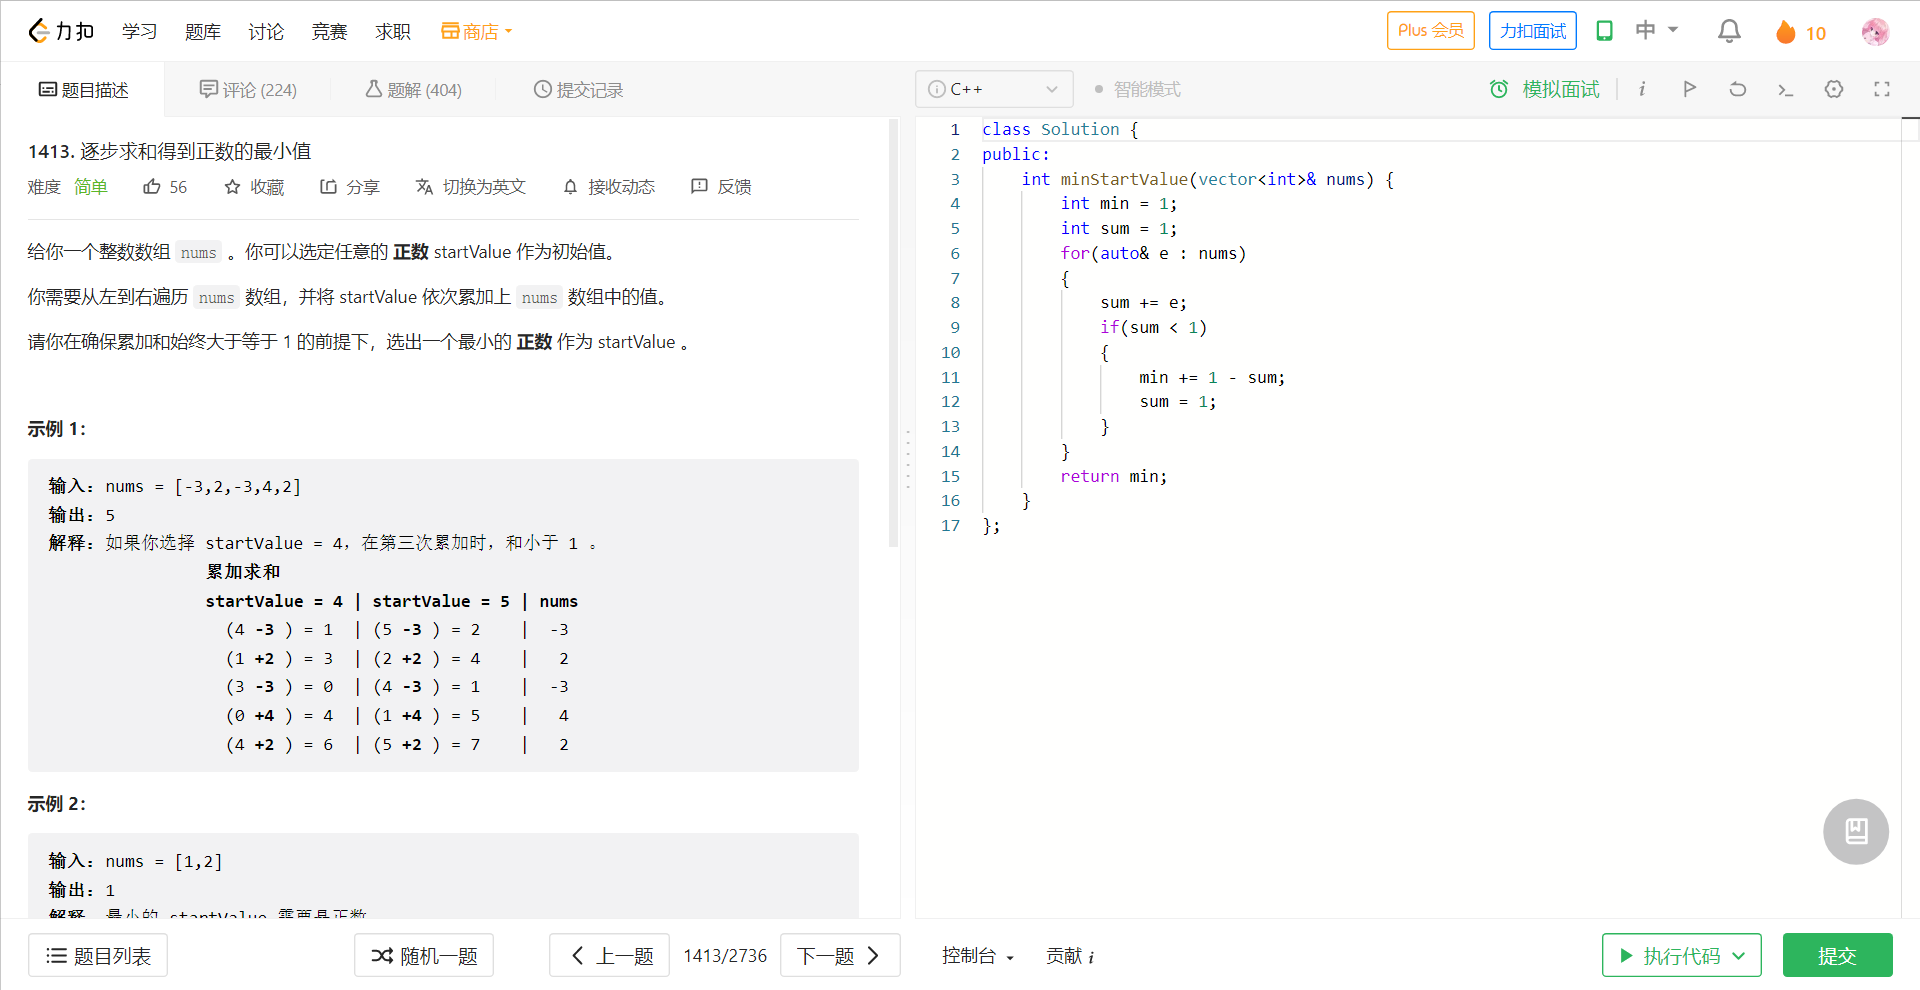 力扣 学习 题库 讨论 竞赛 求职 商店 Plus 会员 力扣面试 中 10
题目描述 评论 (224) 题解 (404) 提交记录
1413. 逐步求和得到正数的最小值
难度 简单 56 收藏 分享 切换为英文 接收动态 反馈
给你一个整数数组 nums 。你可以选定任意的 正数 startValue 作为初始值。
你需要从左到右遍历 nums 数组，并将 startValue 依次累加上 nums 数组中的值。
请你在确保累加和始终大于等于 1 的前提下，选出一个最小的 正数 作为 startValue 。
示例 1：
输入：nums = [-3,2,-3,4,2]
输出：5
解释：如果你选择 startValue = 4，在第三次累加时，和小于 1 。
累加求和
startValue = 4 | startValue = 5 | nums
(4 -3 ) = 1 | (5 -3 ) = 2 | -3
(1 +2 ) = 3 | (2 +2 ) = 4 | 2
(3 -3 ) = 0 | (4 -3 ) = 1 | -3
(0 +4 ) = 4 | (1 +4 ) = 5 | 4
(4 +2 ) = 6 | (5 +2 ) = 7 | 2
示例 2：
输入：nums = [1,2]
输出：1
解释：最小的 startValue 需要是正数
题目列表 随机一题 上一题 1413/2736 下一题
i C++ 智能模式 模拟面试 i
1 class Solution {
2 public:
3 int minStartValue(vector<int>& nums) {
4 int min = 1;
5 int sum = 1;
6 for(auto& e : nums)
7 {
8 sum += e;
9 if(sum < 1)
10 {
11 min += 1 - sum;
12 sum = 1;
13 }
14 }
15 return min;
16 }
17 };
控制台 贡献 i 执行代码 提交